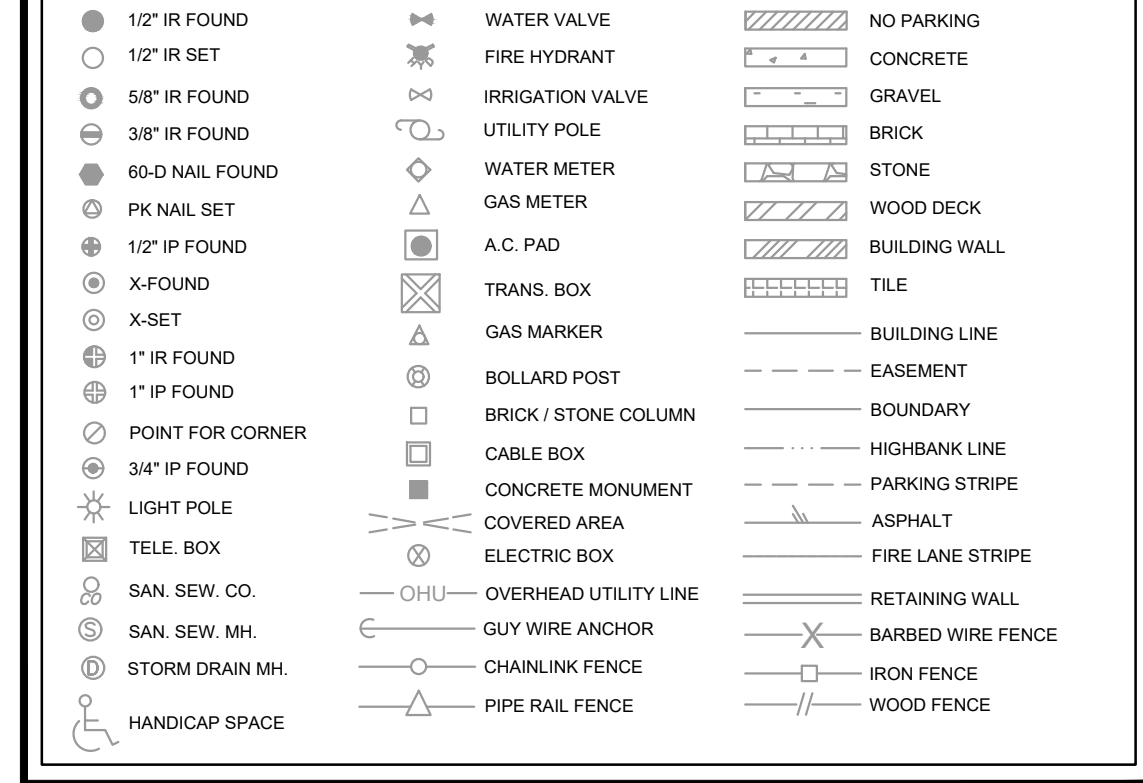 1/2" IR FOUND
1/2" IR SET
5/8" IR FOUND
3/8" IR FOUND
60-D NAIL FOUND
PK NAIL SET
1/2" IP FOUND
X-FOUND
X-SET
1" IR FOUND
1" IP FOUND
POINT FOR CORNER
3/4" IP FOUND
LIGHT POLE
TELE. BOX
CO SAN. SEW. CO.
S SAN. SEW. MH.
D STORM DRAIN MH.
HANDICAP SPACE
WATER VALVE
FIRE HYDRANT
IRRIGATION VALVE
UTILITY POLE
WATER METER
GAS METER
A.C. PAD
TRANS. BOX
GAS MARKER
BOLLARD POST
BRICK / STONE COLUMN
CABLE BOX
CONCRETE MONUMENT
COVERED AREA
ELECTRIC BOX
OHU OVERHEAD UTILITY LINE
GUY WIRE ANCHOR
CHAINLINK FENCE
PIPE RAIL FENCE
NO PARKING
CONCRETE
GRAVEL
BRICK
STONE
WOOD DECK
BUILDING WALL
TILE
BUILDING LINE
EASEMENT
BOUNDARY
HIGHBANK LINE
PARKING STRIPE
ASPHALT
FIRE LANE STRIPE
RETAINING WALL
BARBED WIRE FENCE
IRON FENCE
WOOD FENCE